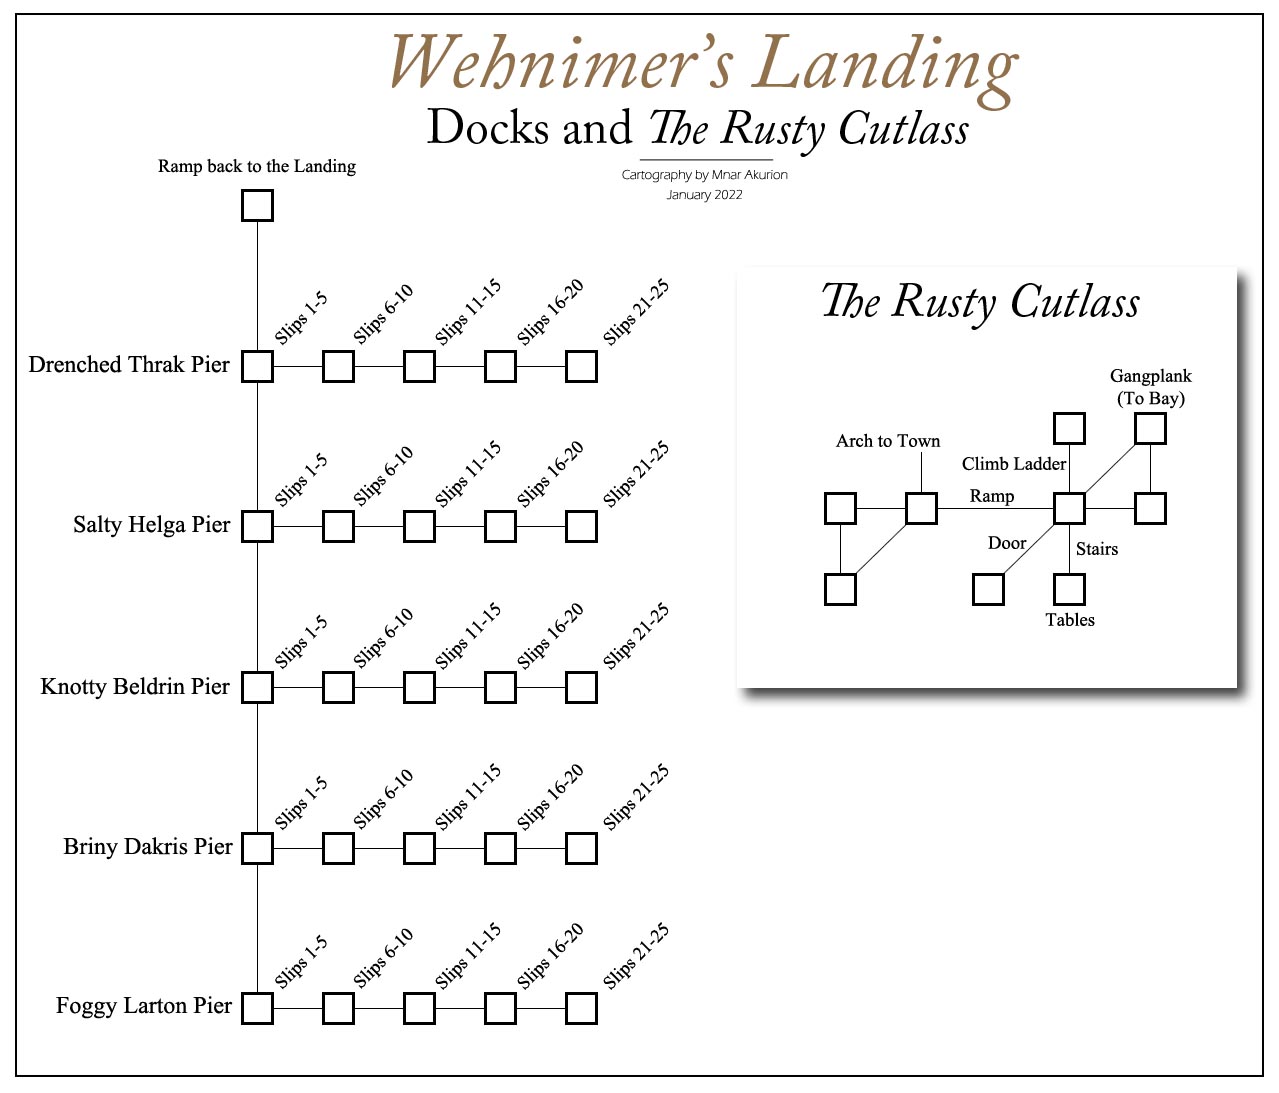 Wehnimer's Landing
Docks and The Rusty Cutlass
Cartography by Mnar Akurion
January 2022
Ramp back to the Landing
Slips 1-5
Slips 6-10
Slips 11-15
Slips 16-20
Slips 21-25
Drenched Thrak Pier
Slips 1-5
Slips 6-10
Slips 11-15
Slips 16-20
Slips 21-25
Salty Helga Pier
Slips 1-5
Slips 6-10
Slips 11-15
Slips 16-20
Slips 21-25
Knotty Beldrin Pier
Slips 1-5
Slips 6-10
Slips 11-15
Slips 16-20
Slips 21-25
Briny Dakris Pier
Slips 1-5
Slips 6-10
Slips 11-15
Slips 16-20
Slips 21-25
Foggy Larton Pier
The Rusty Cutlass
Gangplank
(To Bay)
Arch to Town
Climb Ladder
Ramp
Door
Stairs
Tables